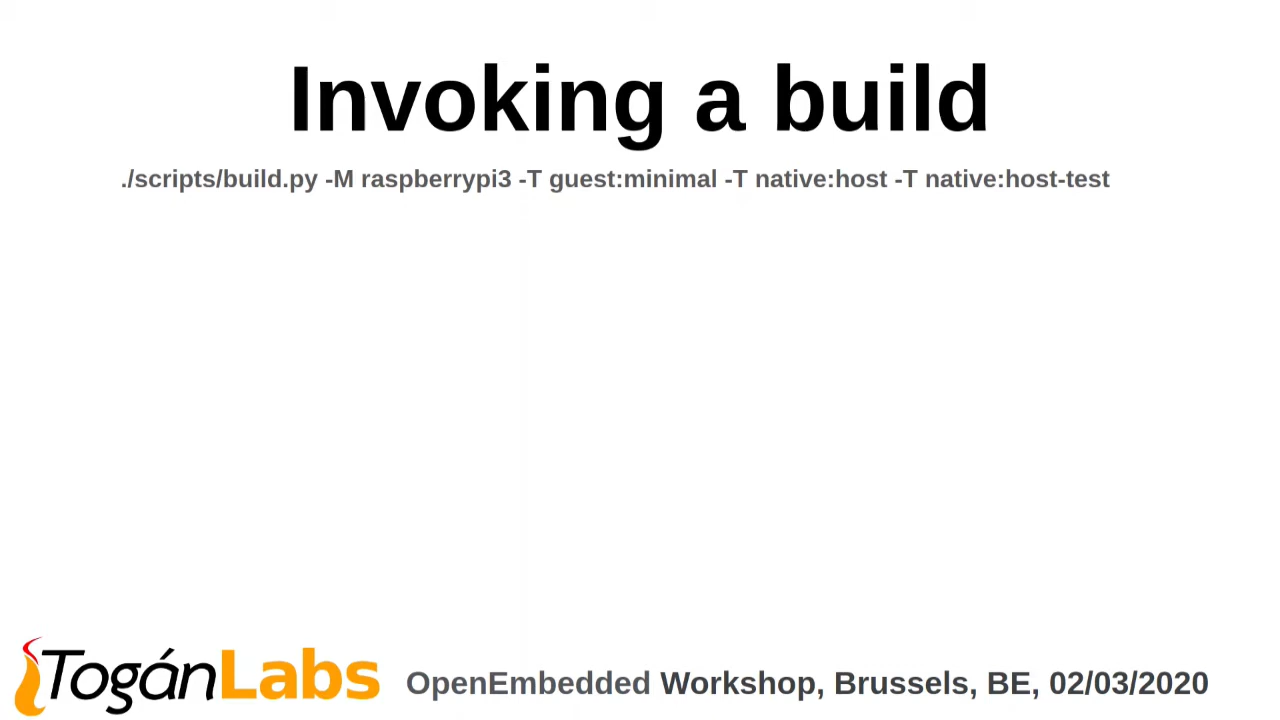 Invoking a build
./scripts/build.py -M raspberrypi3 -T guest:minimal -T native:host -T native:host-test
TogánLabs
OpenEmbedded Workshop, Brussels, BE, 02/03/2020